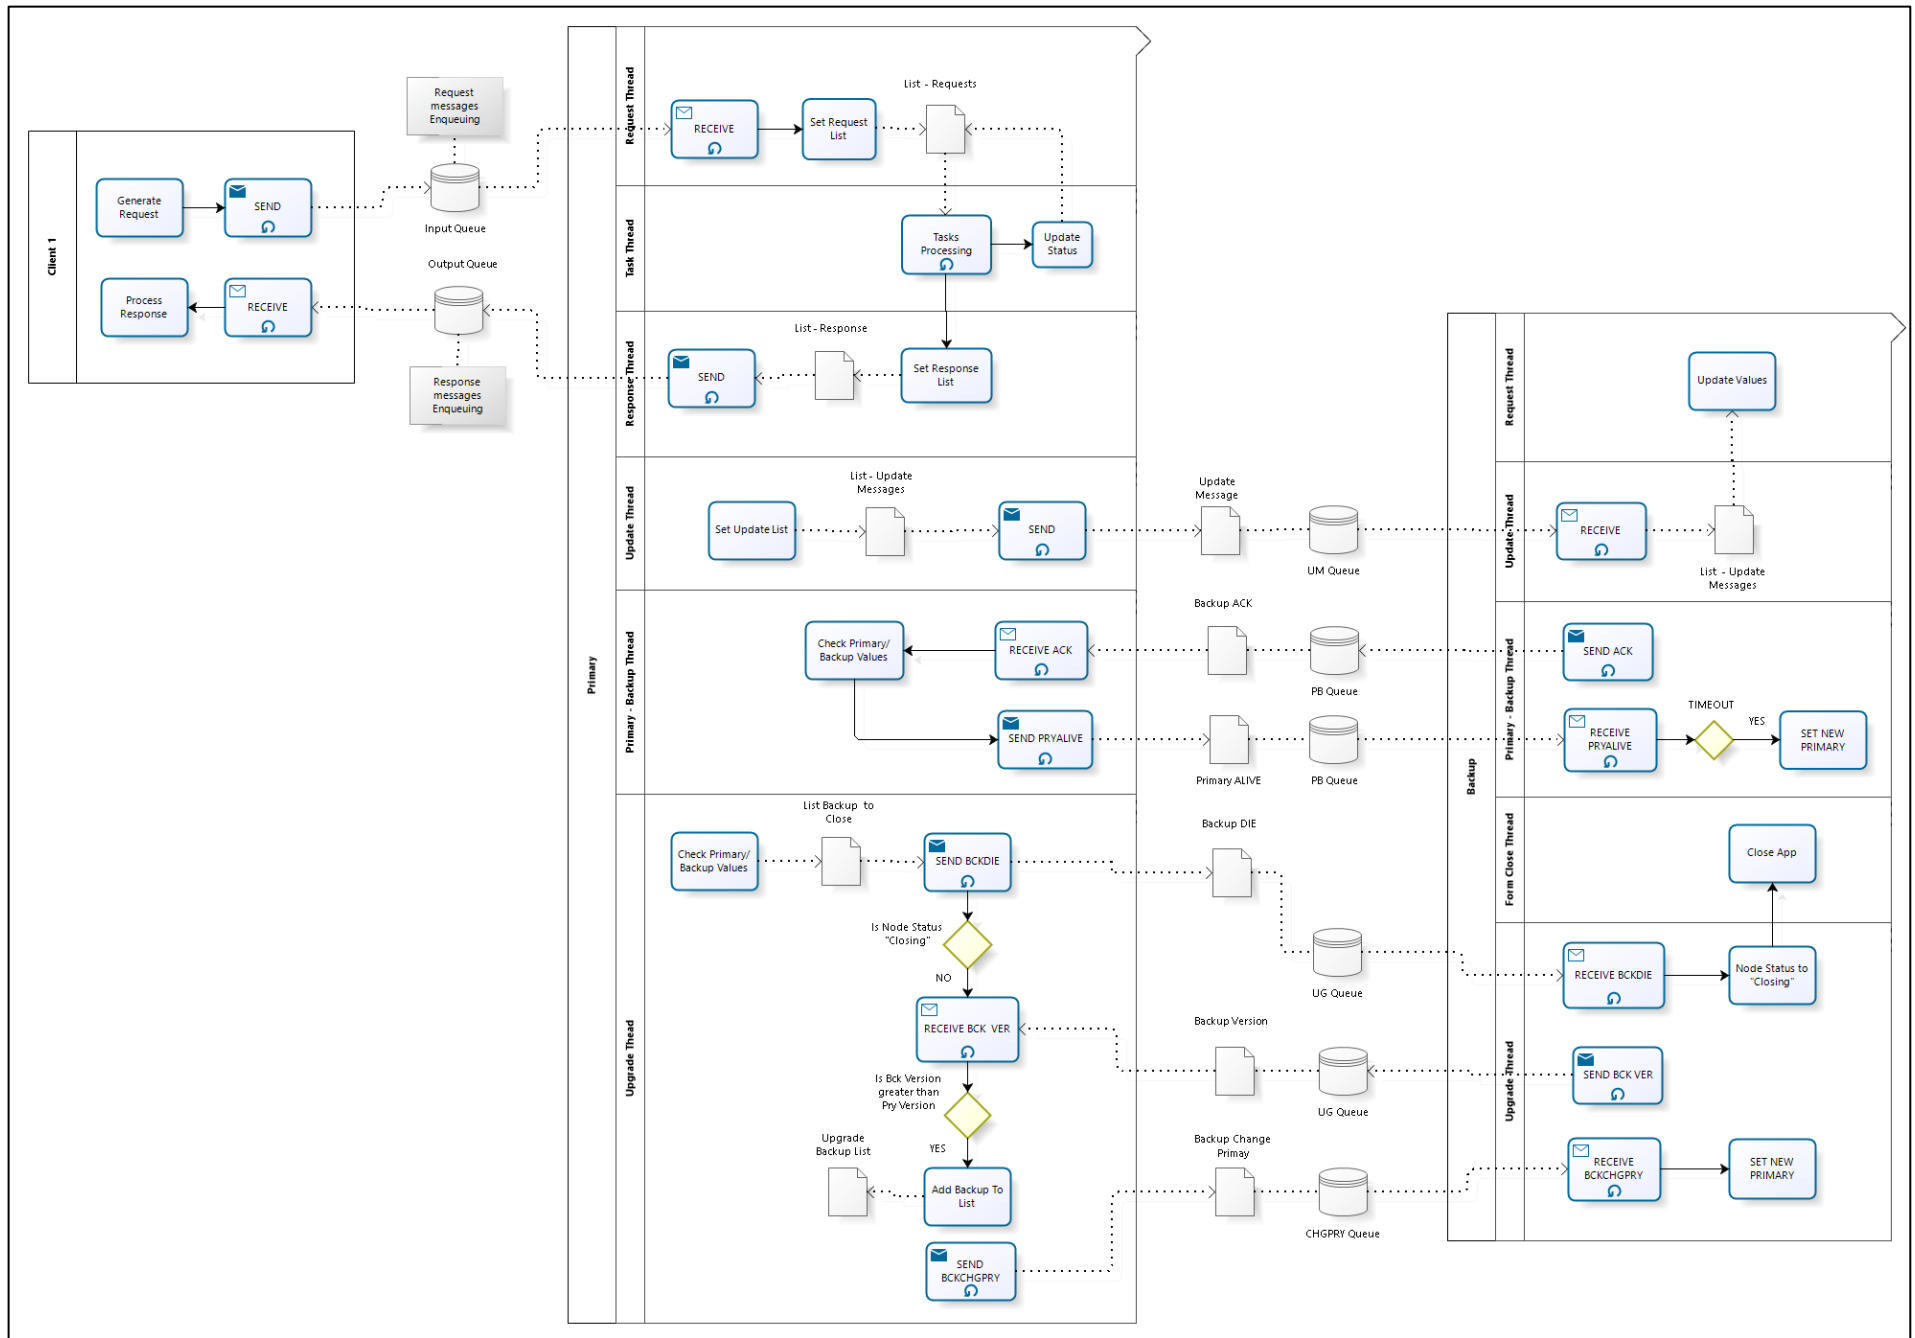 Client 1
Generate
Request
SEND
Process
Response
RECEIVE
Request
messages
Enqueuing
Input Queue
Output Queue
Response
messages
Enqueuing
Primary
Request Thread
RECEIVE
Set Request
List
List - Requests
Task Thread
Tasks
Processing
Update
Status
Response Thread
SEND
List - Response
Set Response
List
Update Thread
Set Update List
List - Update
Messages
SEND
Update
Message
UM Queue
Primary - Backup Thread
Check Primary/
Backup Values
RECEIVE ACK
Backup ACK
PB Queue
SEND PRYALIVE
Primary ALIVE
PB Queue
Upgrade Thead
Check Primary/
Backup Values
List Backup to
Close
SEND BCKDIE
Is Node Status
"Closing"
NO
RECEIVE BCK VER
Is Bck Version
greater than
Pry Version
YES
Upgrade
Backup List
Add Backup To
List
SEND
BCKCHGPRY
Backup DIE
UG Queue
Backup Version
UG Queue
Backup Change
Primay
CHGPRY Queue
Backup
Request Thread
Update Values
Update Thread
RECEIVE
List - Update
Messages
Primary - Backup Thread
SEND ACK
RECEIVE
PRYALIVE
TIMEOUT
YES
SET NEW
PRIMARY
Form Close Thread
Close App
Upgrade Thread
RECEIVE BCKDIE
Node Status to
"Closing"
SEND BCK VER
RECEIVE
BCKCHGPRY
SET NEW
PRIMARY